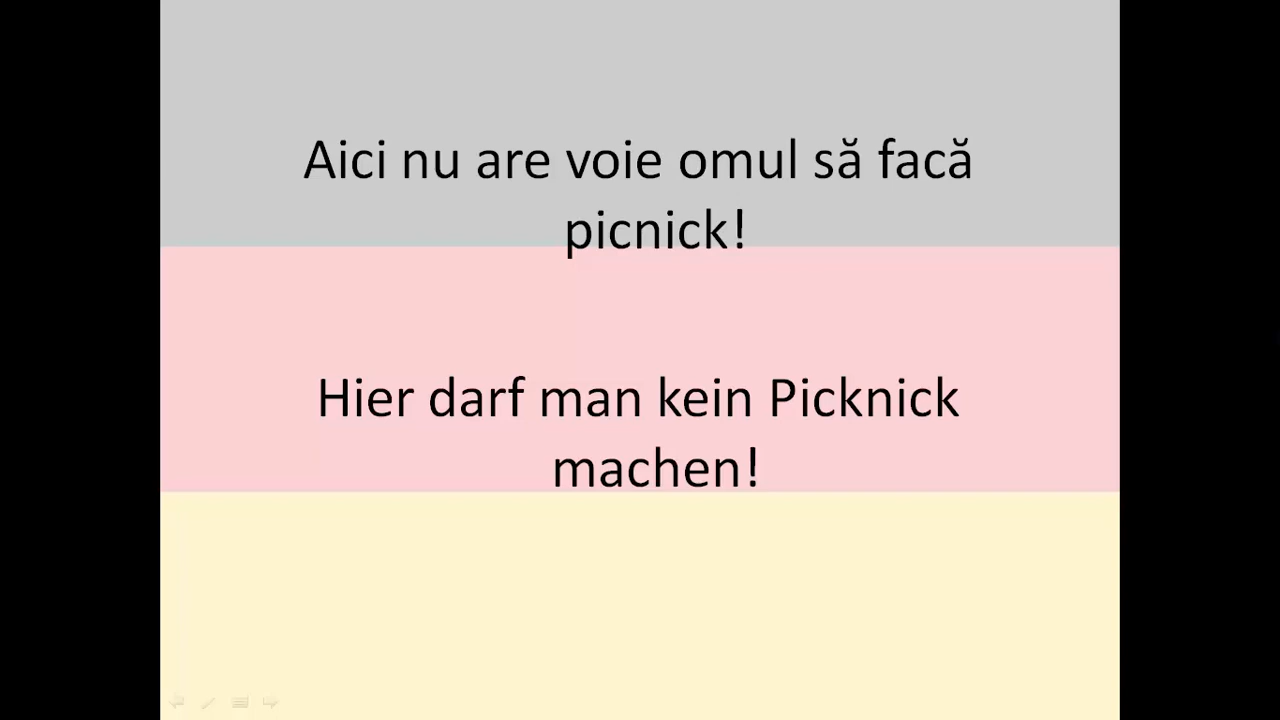 Aici nu are voie omul să facă
picnick!
Hier darf man kein Picknick
machen!